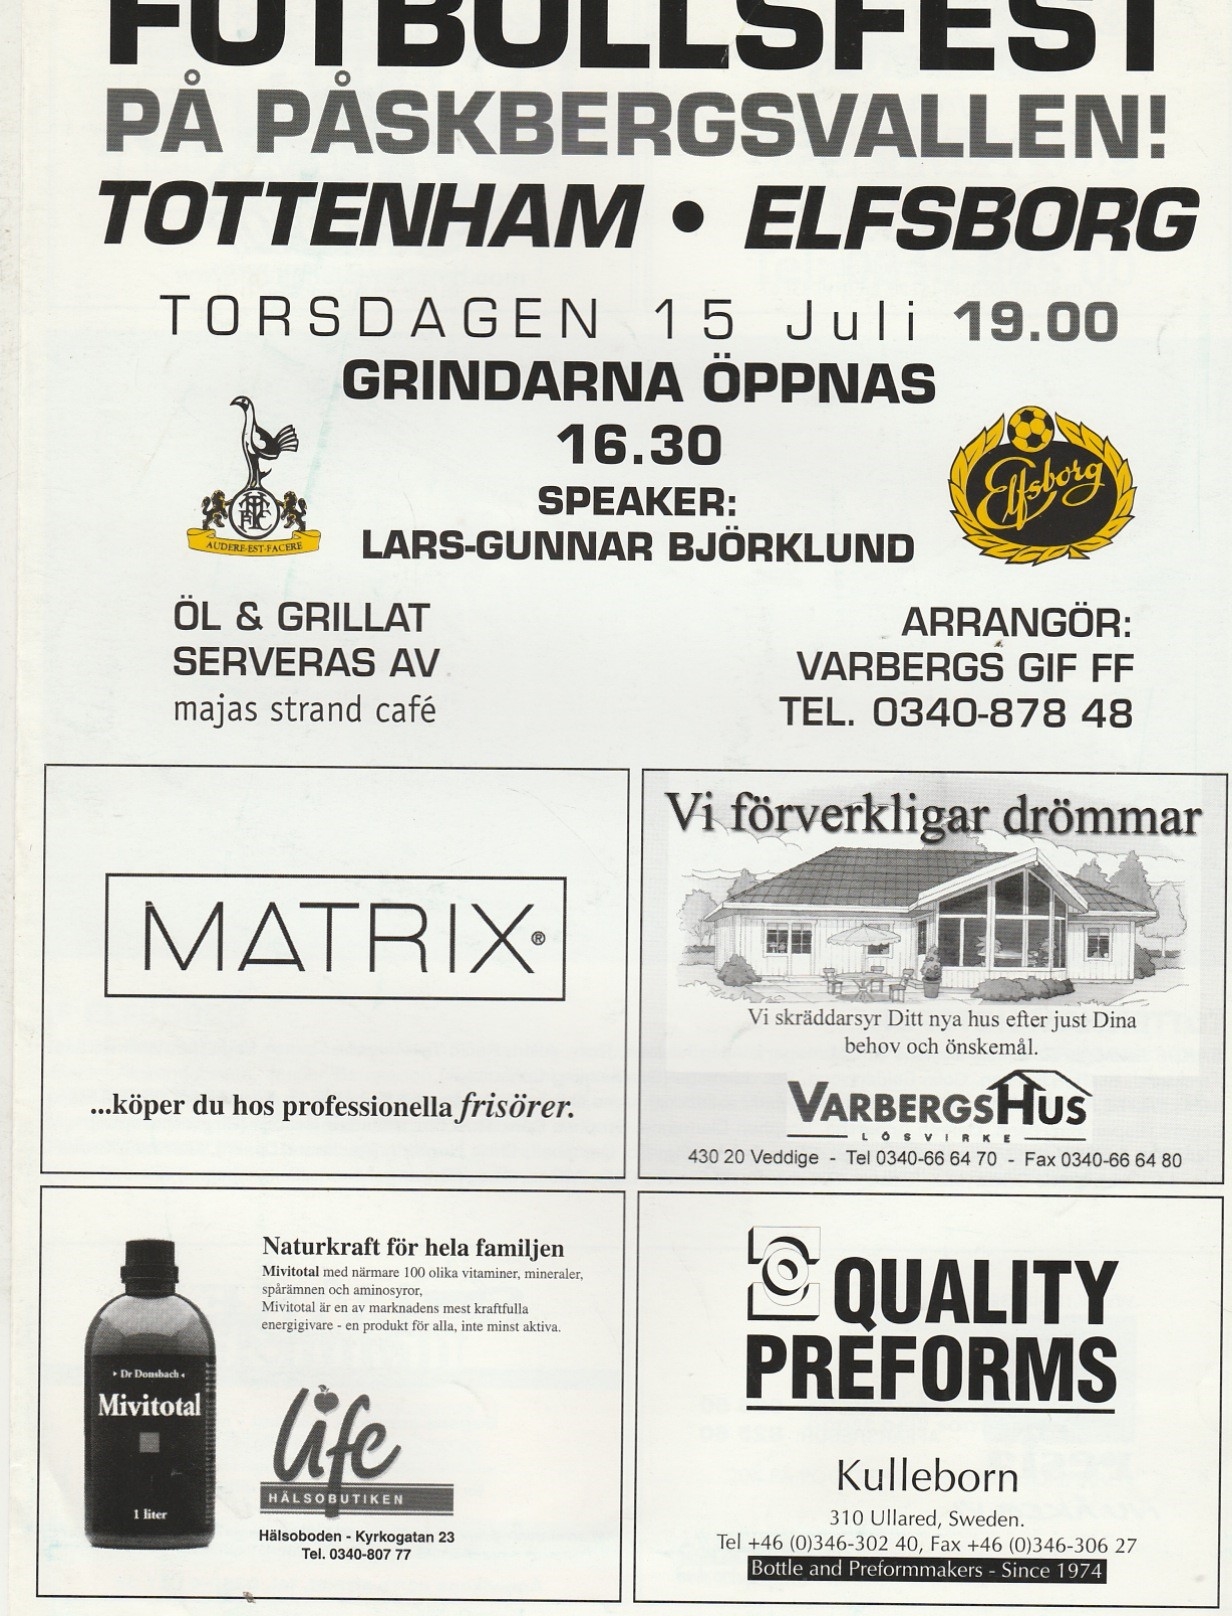 FOTBOLLSFEST
PÅ PÅSKBERGSVALLEN!
TOTTENHAM • ELFSBORG
TORSDAGEN 15 Juli 19.00
GRINDARNA ÖPPNAS
16.30
SPEAKER:
LARS-GUNNAR BJÖRKLUND
AUDERE·EST·FACERE
Elfsborg
ÖL & GRILLAT
SERVERAS AV
majas strand café
ARRANGÖR:
VARBERGS GIF FF
TEL. 0340-878 48
MATRIX®
...köper du hos professionella frisörer.
Vi förverkligar drömmar
Vi skräddarsyr Ditt nya hus efter just Dina
behov och önskemål.
VARBERGSHUS
LÖSVIRKE
430 20 Veddige - Tel 0340-66 64 70 - Fax 0340-66 64 80
Naturkraft för hela familjen
Mivitotal med närmare 100 olika vitaminer, mineraler,
spårämnen och aminosyror,
Mivitotal är en av marknadens mest kraftfulla
energigivare - en produkt för alla, inte minst aktiva.
Dr Donsbach
Mivitotal
1 liter
life
HÄLSOBUTIKEN
Hälsoboden - Kyrkogatan 23
Tel. 0340-807 77
QUALITY
PREFORMS
Kulleborn
310 Ullared, Sweden.
Tel +46 (0)346-302 40, Fax +46 (0)346-306 27
Bottle and Preformmakers - Since 1974